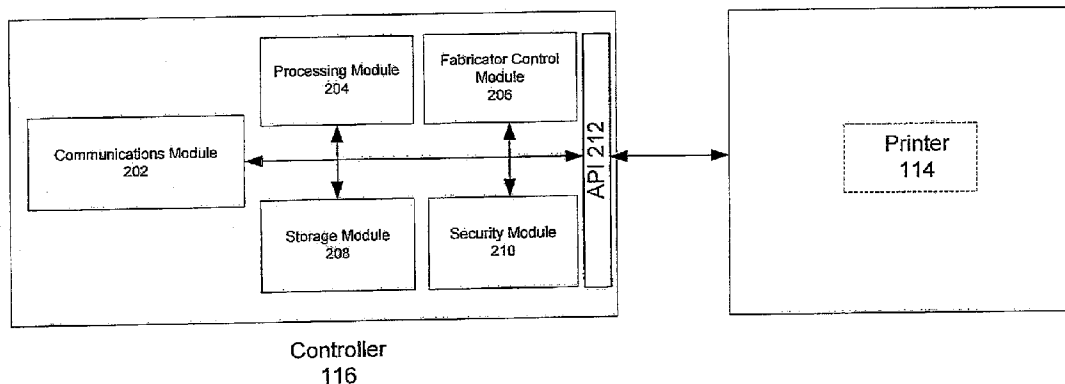 Processing Module
204
Fabricator Control
Module
206
Communications Module
202
API 212
Printer
114
Storage Module
208
Security Module
210
Controller
116